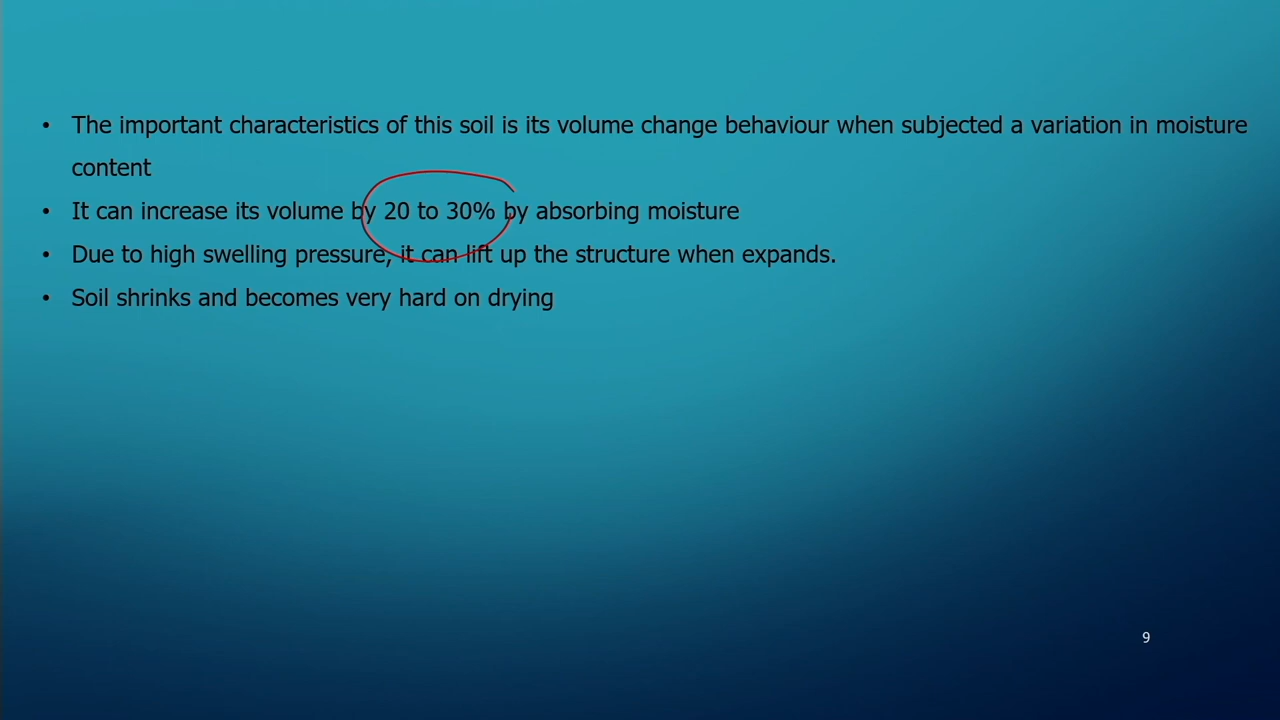 • The important characteristics of this soil is its volume change behaviour when subjected a variation in moisture
content
• It can increase its volume by 20 to 30% by absorbing moisture
• Due to high swelling pressure, it can lift up the structure when expands.
• Soil shrinks and becomes very hard on drying
9